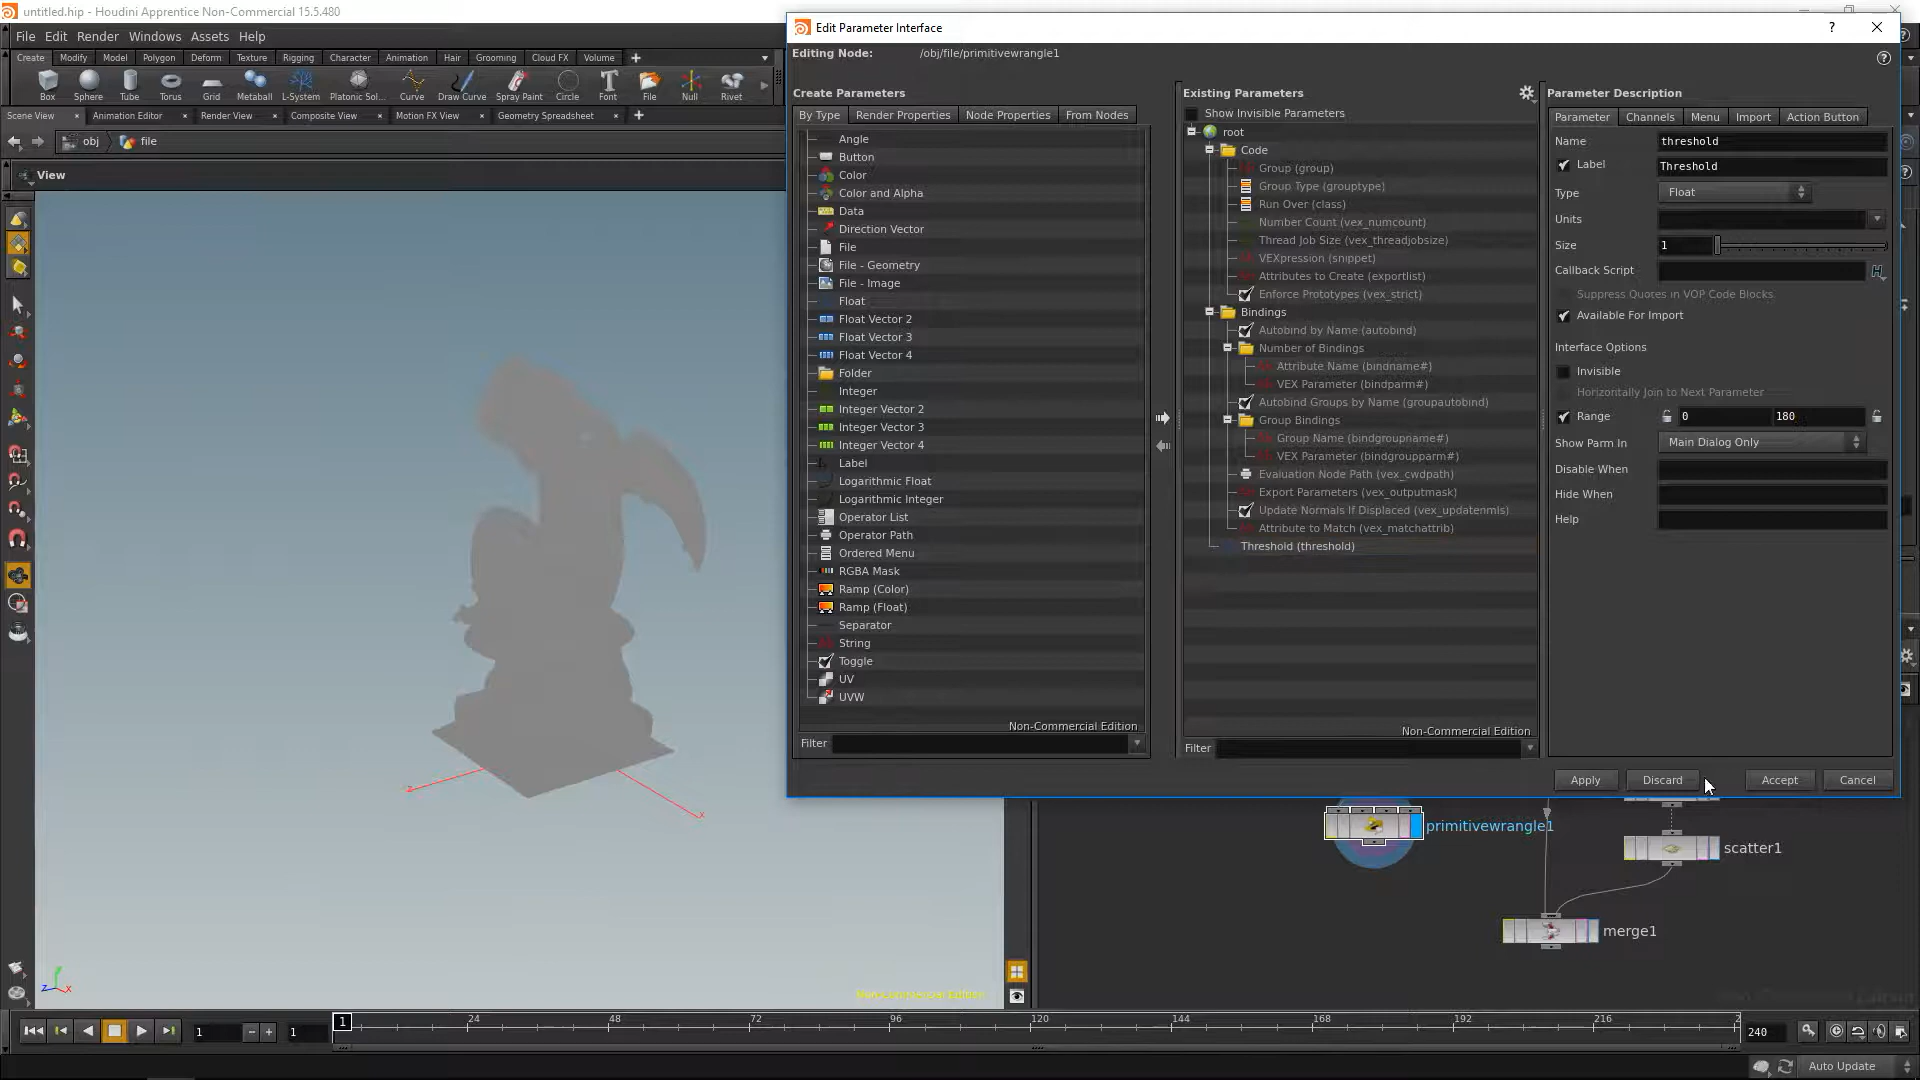 untitled.hip - Houdini Apprentice Non-Commercial 15.5.480
File Edit Render Windows Assets Help
Create Modify Model Polygon Deform Texture Rigging Character Animation Hair Grooming Cloud FX Volume
Box Sphere Tube Torus Grid Metaball L-System Platonic Sol... Curve Draw Curve Spray Paint Circle Font File Null Rivet
Scene View Animation Editor Render View Composite View Motion FX View Geometry Spreadsheet
obj file
View
Edit Parameter Interface
Editing Node: /obj/file/primitivewrangle1
Create Parameters
By Type Render Properties Node Properties From Nodes
Angle
Button
Color
Color and Alpha
Data
Direction Vector
File
File - Geometry
File - Image
Float
Float Vector 2
Float Vector 3
Float Vector 4
Folder
Integer
Integer Vector 2
Integer Vector 3
Integer Vector 4
Label
Logarithmic Float
Logarithmic Integer
Operator List
Operator Path
Ordered Menu
RGBA Mask
Ramp (Color)
Ramp (Float)
Separator
String
Toggle
UV
UVW
Non-Commercial Edition
Filter
Existing Parameters
Show Invisible Parameters
root
Code
Group (group)
Group Type (grouptype)
Run Over (class)
Number Count (vex_numcount)
Thread Job Size (vex_threadjobsize)
VEXpression (snippet)
Attributes to Create (exportlist)
Enforce Prototypes (vex_strict)
Bindings
Autobind by Name (autobind)
Number of Bindings
Attribute Name (bindname#)
VEX Parameter (bindparm#)
Autobind Groups by Name (groupautobind)
Group Bindings
Group Name (bindgroupname#)
VEX Parameter (bindgroupparm#)
Evaluation Node Path (vex_cwdpath)
Export Parameters (vex_outputmask)
Update Normals If Displaced (vex_updatenmls)
Attribute to Match (vex_matchattrib)
Threshold (threshold)
Non-Commercial Edition
Filter
Parameter Description
Parameter Channels Menu Import Action Button
Name threshold
Label Threshold
Type Float
Units
Size 1
Callback Script
Suppress Quotes in VOP Code Blocks
Available For Import
Interface Options
Invisible
Horizontally Join to Next Parameter
Range 0 180
Show Parm In Main Dialog Only
Disable When
Hide When
Help
Apply Discard Accept Cancel
primitivewrangle1
scatter1
merge1
z
x
z x
Non-Commercial Edition
1 1 1 24 48 72 96 120 144 168 192 216 2 240
Auto Update